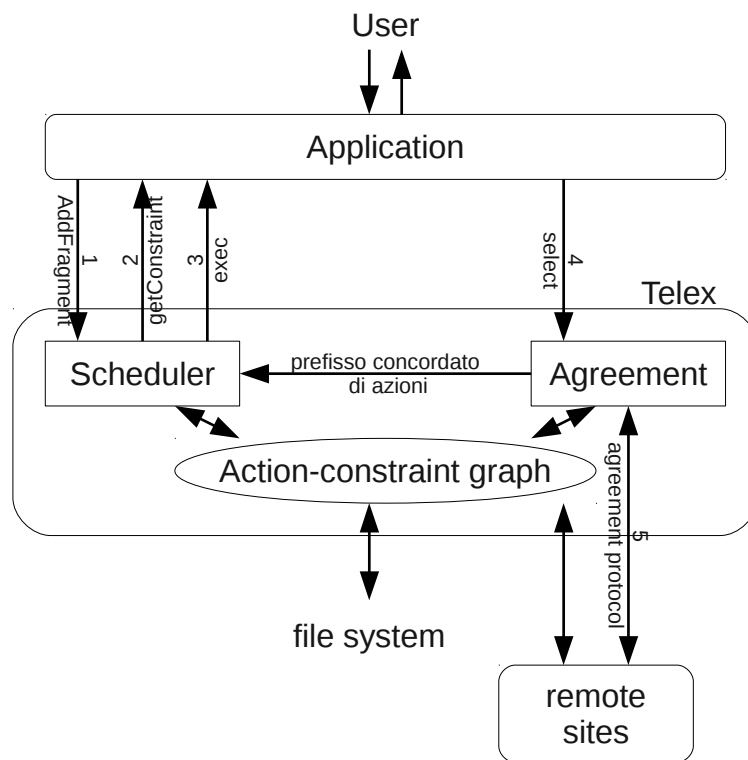 User
Application
1
AddFragment
2
getConstraint
3
exec
4
select
Telex
Scheduler
prefisso concordato
di azioni
Agreement
Action-constraint graph
5
agreement protocol
file system
remote
sites